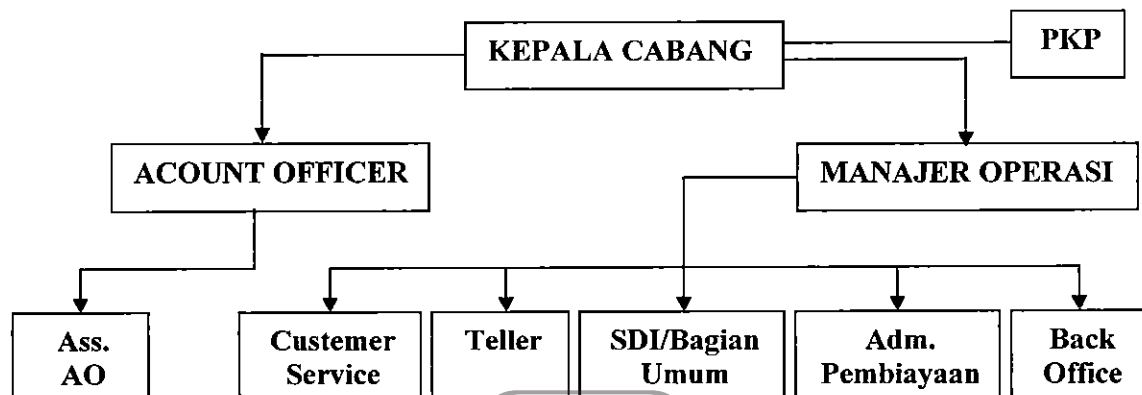 KEPALA CABANG
PKP
ACOUNT OFFICER
MANAJER OPERASI
Ass.
AO
Custemer
Service
Teller
SDI/Bagian
Umum
Adm.
Pembiayaan
Back
Office